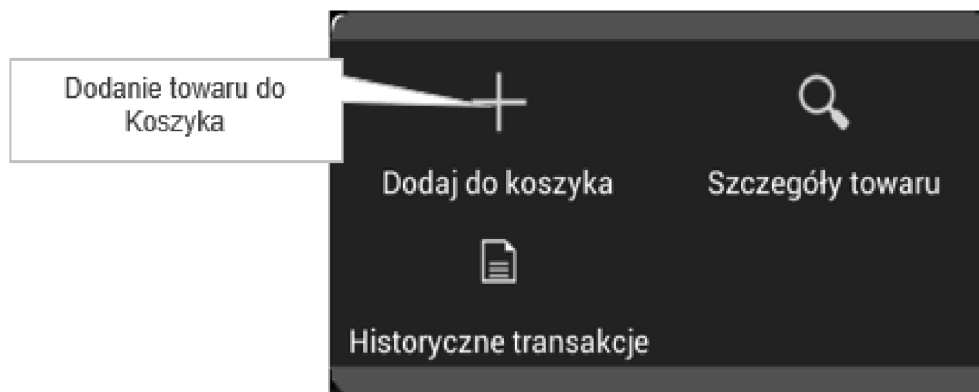 Dodanie towaru do
Koszyka
Dodaj do koszyka
Szczegóły towaru
Historyczne transakcje